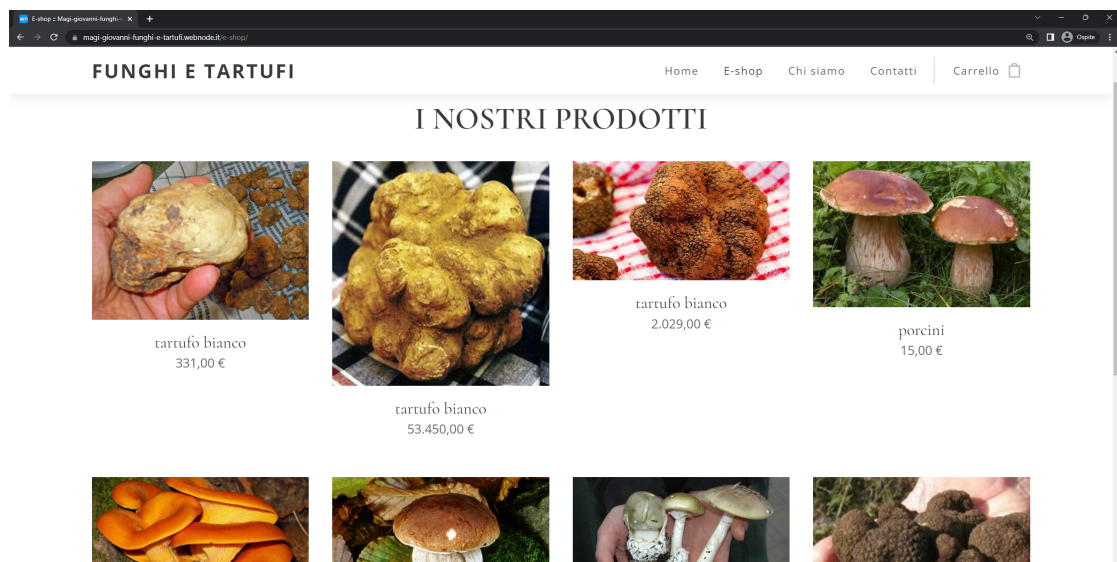 E-shop :: Magi-giovanni-funghi-e
magi-giovanni-funghi-e-tartufi.webnode.it/e-shop/
Ospite
FUNGHI E TARTUFI
Home
E-shop
Chi siamo
Contatti
Carrello
I NOSTRI PRODOTTI
tartufo bianco
331,00 €
tartufo bianco
53.450,00 €
tartufo bianco
2.029,00 €
porcini
15,00 €